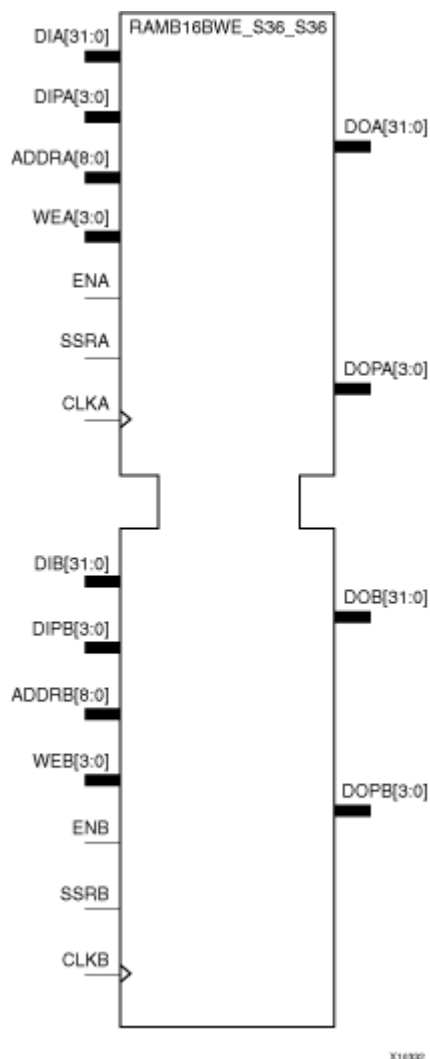 RAMB16BWE_S36_S36
DIA[31:0]
DIPA[3:0]
ADDRA[8:0]
WEA[3:0]
ENA
SSRA
CLKA
DOA[31:0]
DOPA[3:0]
DIB[31:0]
DIPB[3:0]
ADDRB[8:0]
WEB[3:0]
ENB
SSRB
CLKB
DOB[31:0]
DOPB[3:0]